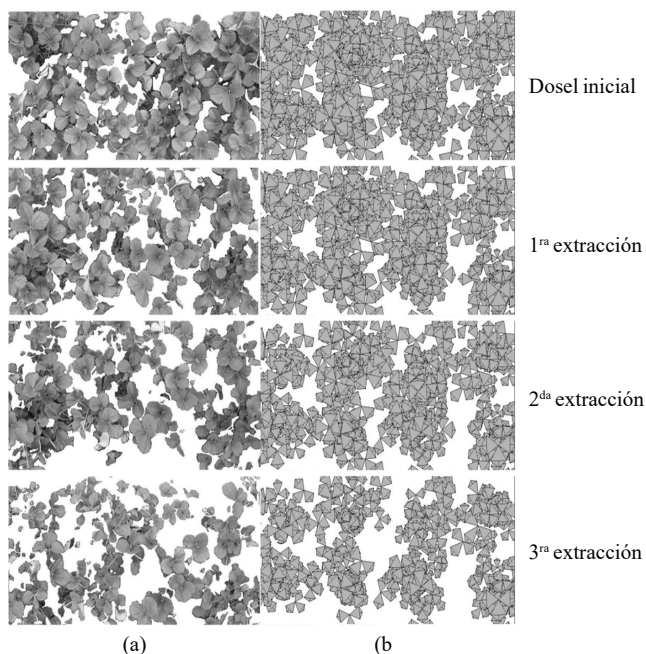 Dosel inicial
1ra extracción
2da extracción
3ra extracción
(a)
(b)